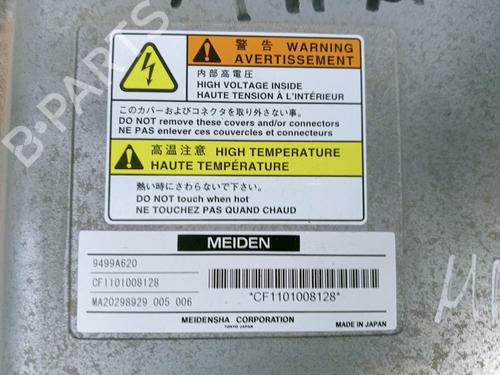 警告 WARNING
AVERTISSEMENT
内部高電圧
HIGH VOLTAGE INSIDE
HAUTE TENSION À L'INTÉRIEUR
このカバーおよびコネクタを取り外さない事。
DO NOT remove these covers and/or connectors
NE PAS enlever ces couvercles et connecteurs
高温注意 HIGH TEMPERATURE
HAUTE TEMPÉRATURE
熱い時にさわらないで下さい。
DO NOT touch when hot
NE TOUCHEZ PAS QUAND CHAUD
MEIDEN
9499A620
CF1101008128
MA20298929 005 006
*CF1101008128*
MEIDENSHA CORPORATION
TOKYO JAPAN
MADE IN JAPAN
B-PARTS